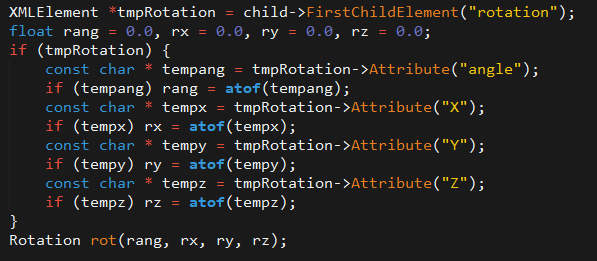 XMLElement *tmpRotation = child->FirstChildElement("rotation");
float rang = 0.0, rx = 0.0, ry = 0.0, rz = 0.0;
if (tmpRotation) {
    const char * tempang = tmpRotation->Attribute("angle");
    if (tempang) rang = atof(tempang);
    const char * tempx = tmpRotation->Attribute("X");
    if (tempx) rx = atof(tempx);
    const char * tempy = tmpRotation->Attribute("Y");
    if (tempy) ry = atof(tempy);
    const char * tempz = tmpRotation->Attribute("Z");
    if (tempz) rz = atof(tempz);
}
Rotation rot(rang, rx, ry, rz);